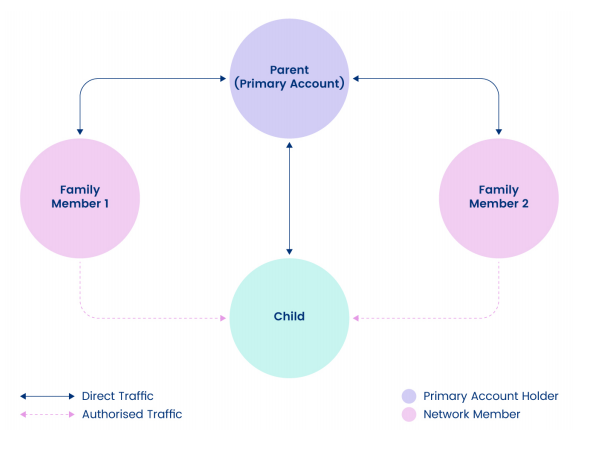 Parent
(Primary Account)
Family
Member 1
Family
Member 2
Child
Direct Traffic
Authorised Traffic
Primary Account Holder
Network Member